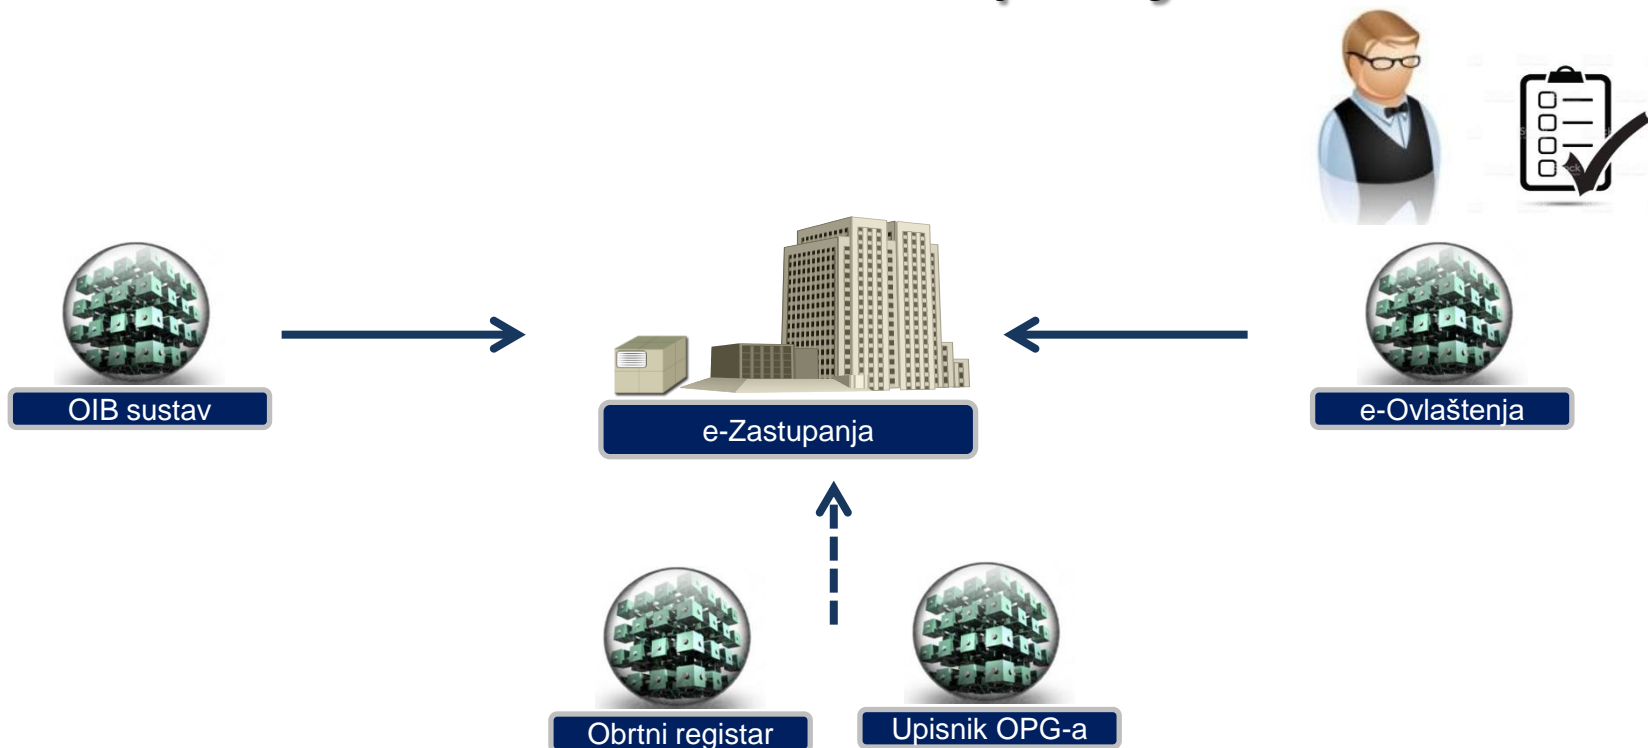 OIB sustav
e-Zastupanja
e-Ovlaštenja
Obrtni registar
Upisnik OPG-a